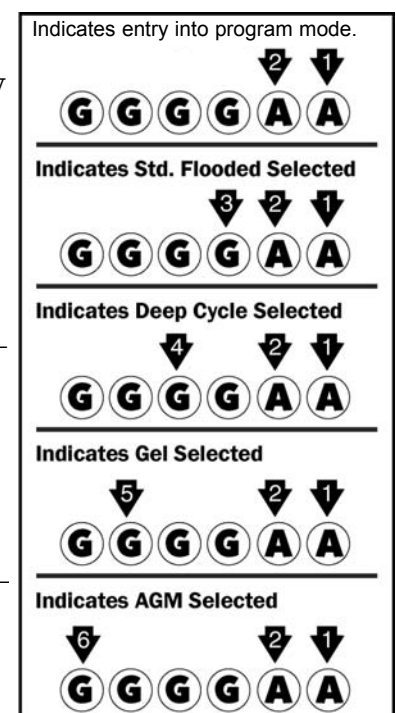 Indicates entry into program mode.
2 1
G G G G A A
Indicates Std. Flooded Selected
3 2 1
G G G G A A
Indicates Deep Cycle Selected
4 2 1
G G G G A A
Indicates Gel Selected
5 2 1
G G G G A A
Indicates AGM Selected
6 2 1
G G G G A A